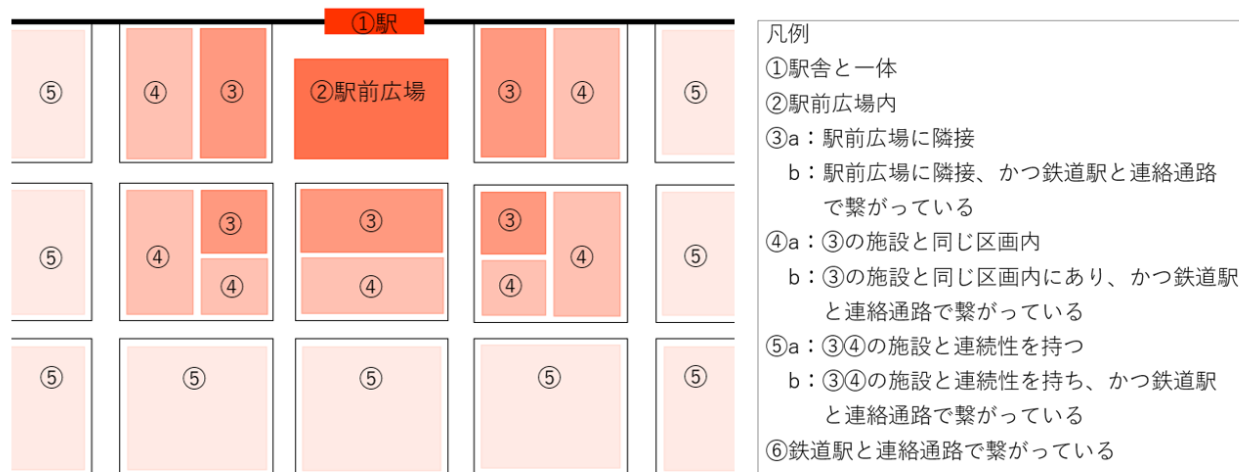 ①駅
⑤ ④ ③ ②駅前広場 ③ ④ ⑤
⑤ ④ ③ ③ ③ ④ ⑤
④ ④ ④
⑤ ⑤ ⑤ ⑤ ⑤
凡例
①駅舎と一体
②駅前広場内
③a：駅前広場に隣接
b：駅前広場に隣接、かつ鉄道駅と連絡通路
で繋がっている
④a：③の施設と同じ区画内
b：③の施設と同じ区画内にあり、かつ鉄道駅
と連絡通路で繋がっている
⑤a：③④の施設と連続性を持つ
b：③④の施設と連続性を持ち、かつ鉄道駅
と連絡通路で繋がっている
⑥鉄道駅と連絡通路で繋がっている